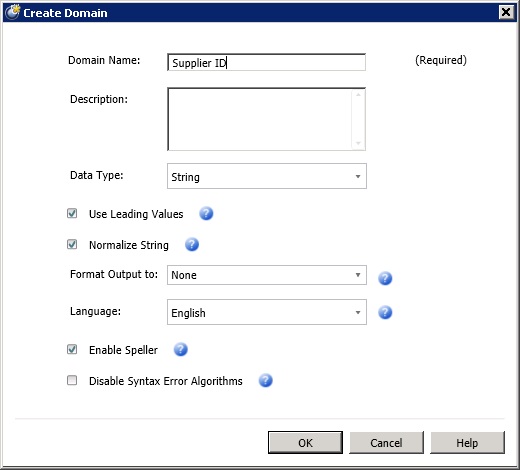 Create Domain
Domain Name: Supplier ID (Required)
Description:
Data Type: String
Use Leading Values ?
Normalize String ?
Format Output to: None ?
Language: English ?
Enable Speller ?
Disable Syntax Error Algorithms ?
OK Cancel Help